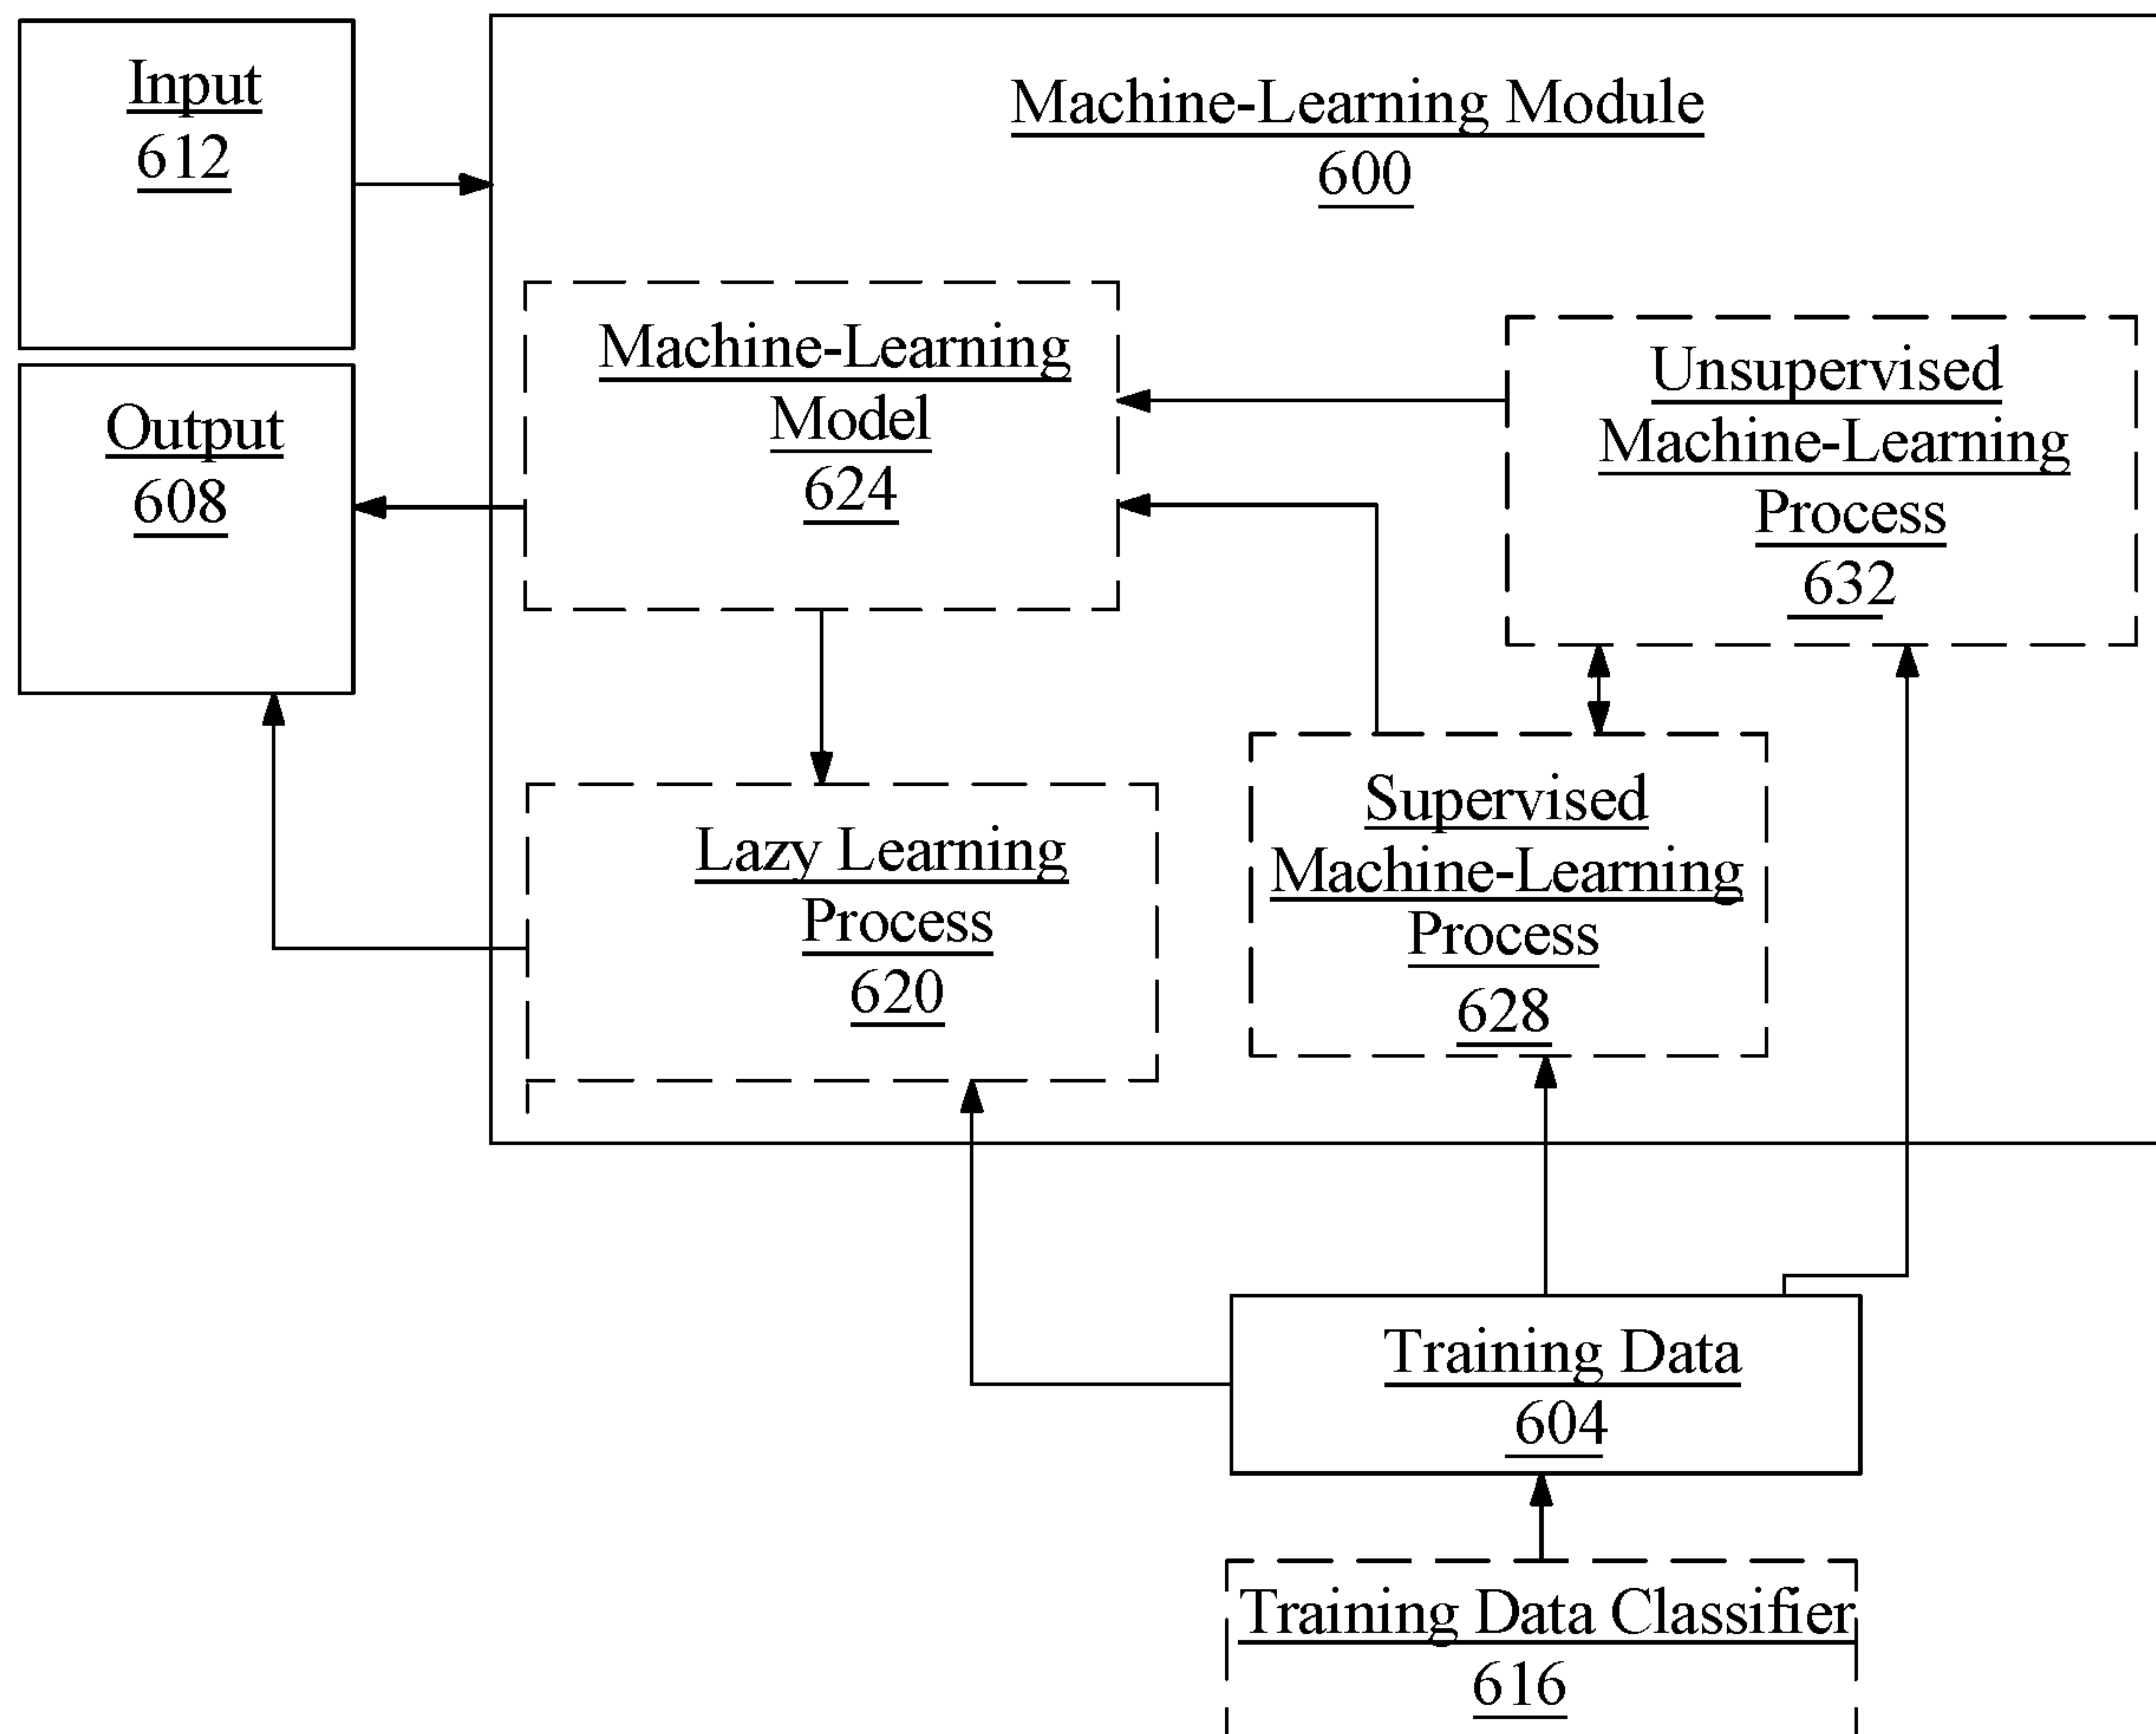 Input
612
Machine-Learning Module
600
Output
608
Machine-Learning
Model
624
Unsupervised
Machine-Learning
Process
632
Lazy Learning
Process
620
Supervised
Machine-Learning
Process
628
Training Data
604
Training Data Classifier
616